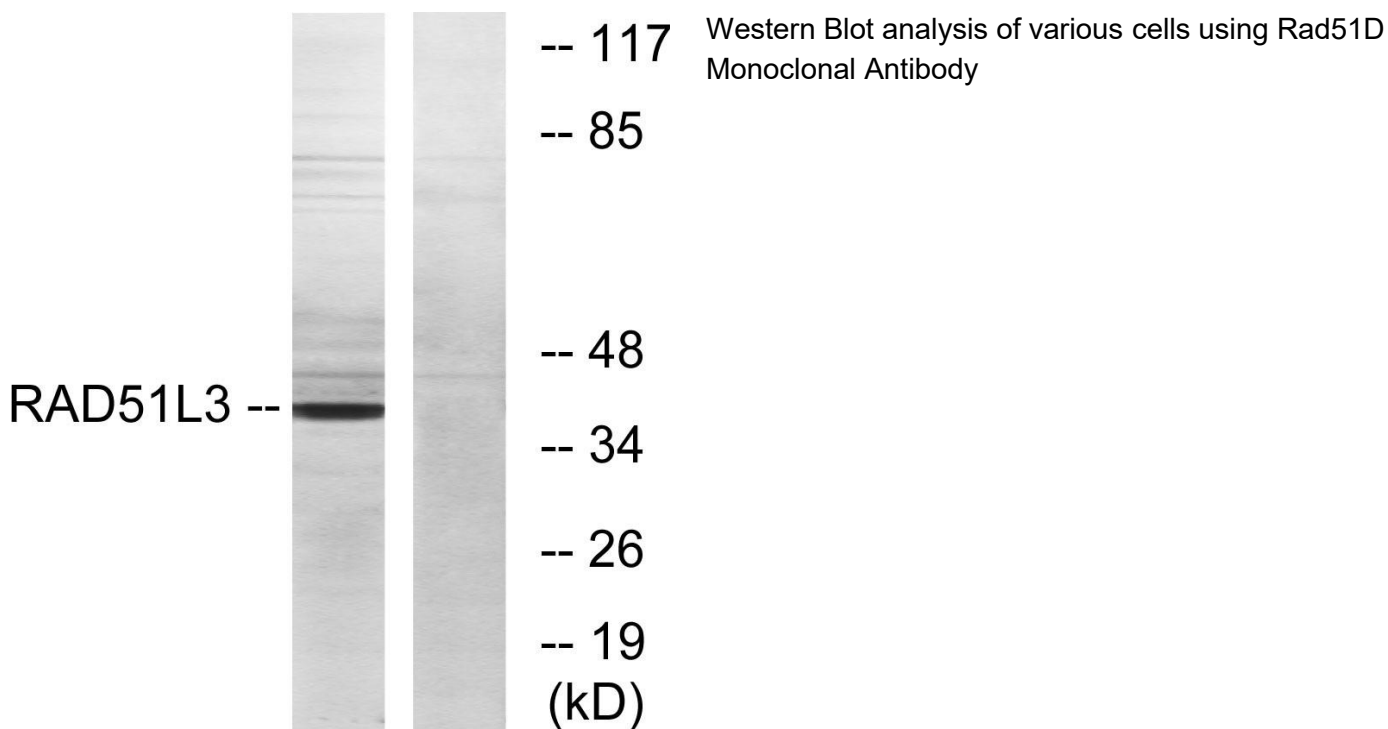 -- 117
Western Blot analysis of various cells using Rad51D
Monoclonal Antibody
-- 85
-- 48
RAD51L3 --
-- 34
-- 26
-- 19
(kD)